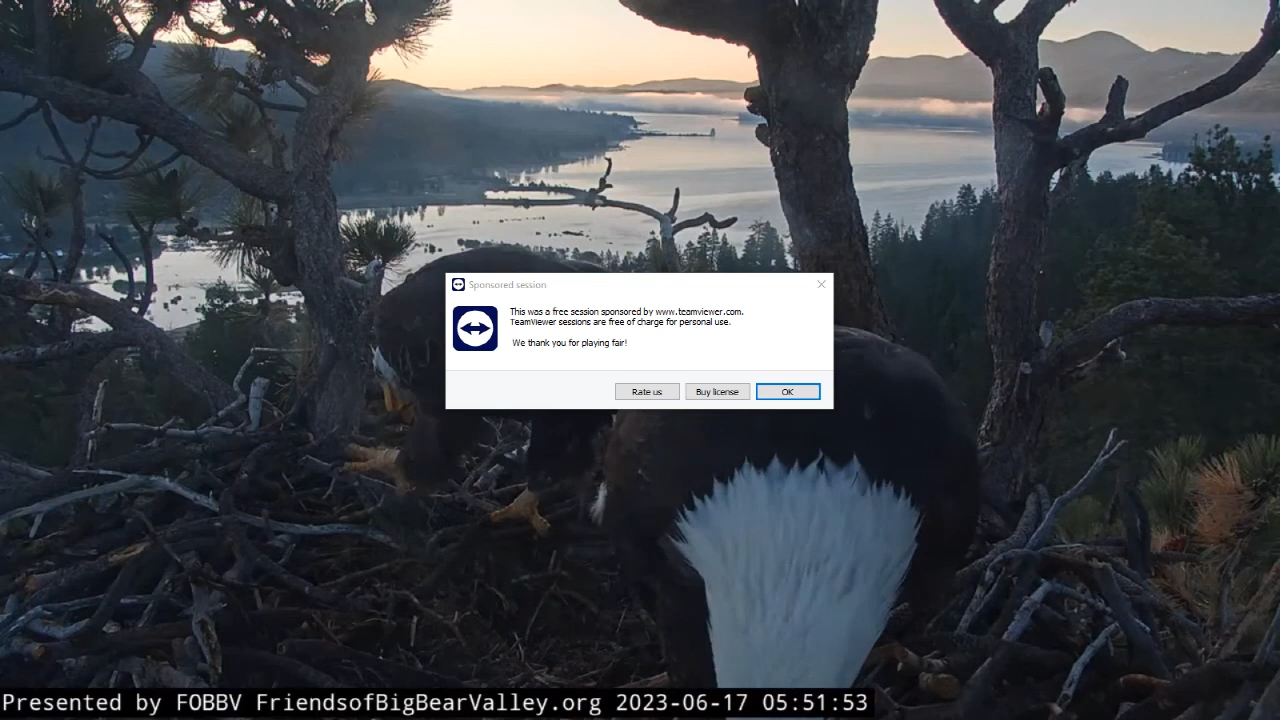 Sponsored session
This was a free session sponsored by www.teamviewer.com.
TeamViewer sessions are free of charge for personal use.
We thank you for playing fair!
Rate us
Buy license
OK
Presented by FOBBV FriendsofBigBearValley.org 2023-06-17 05:51:53